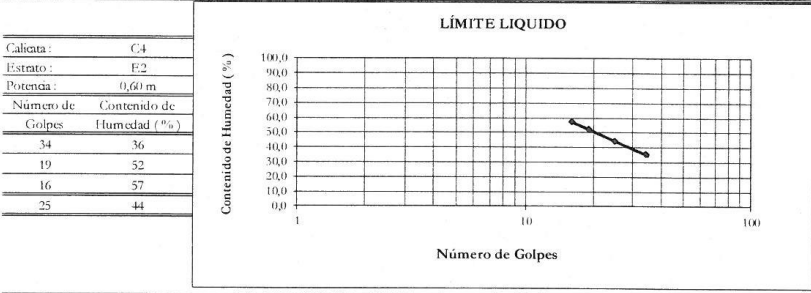 Calicata : C4
Estrato : E2
Potencia : 0,60 m
Número de Contenido de
Golpes Humedad ( % )
34 36
19 52
16 57
25 44
LÍMITE LIQUIDO
Contenido de Humedad ( % )
100,0
90,0
80,0
70,0
60,0
50,0
40,0
30,0
20,0
10,0
0,0
1 10 100
Número de Golpes